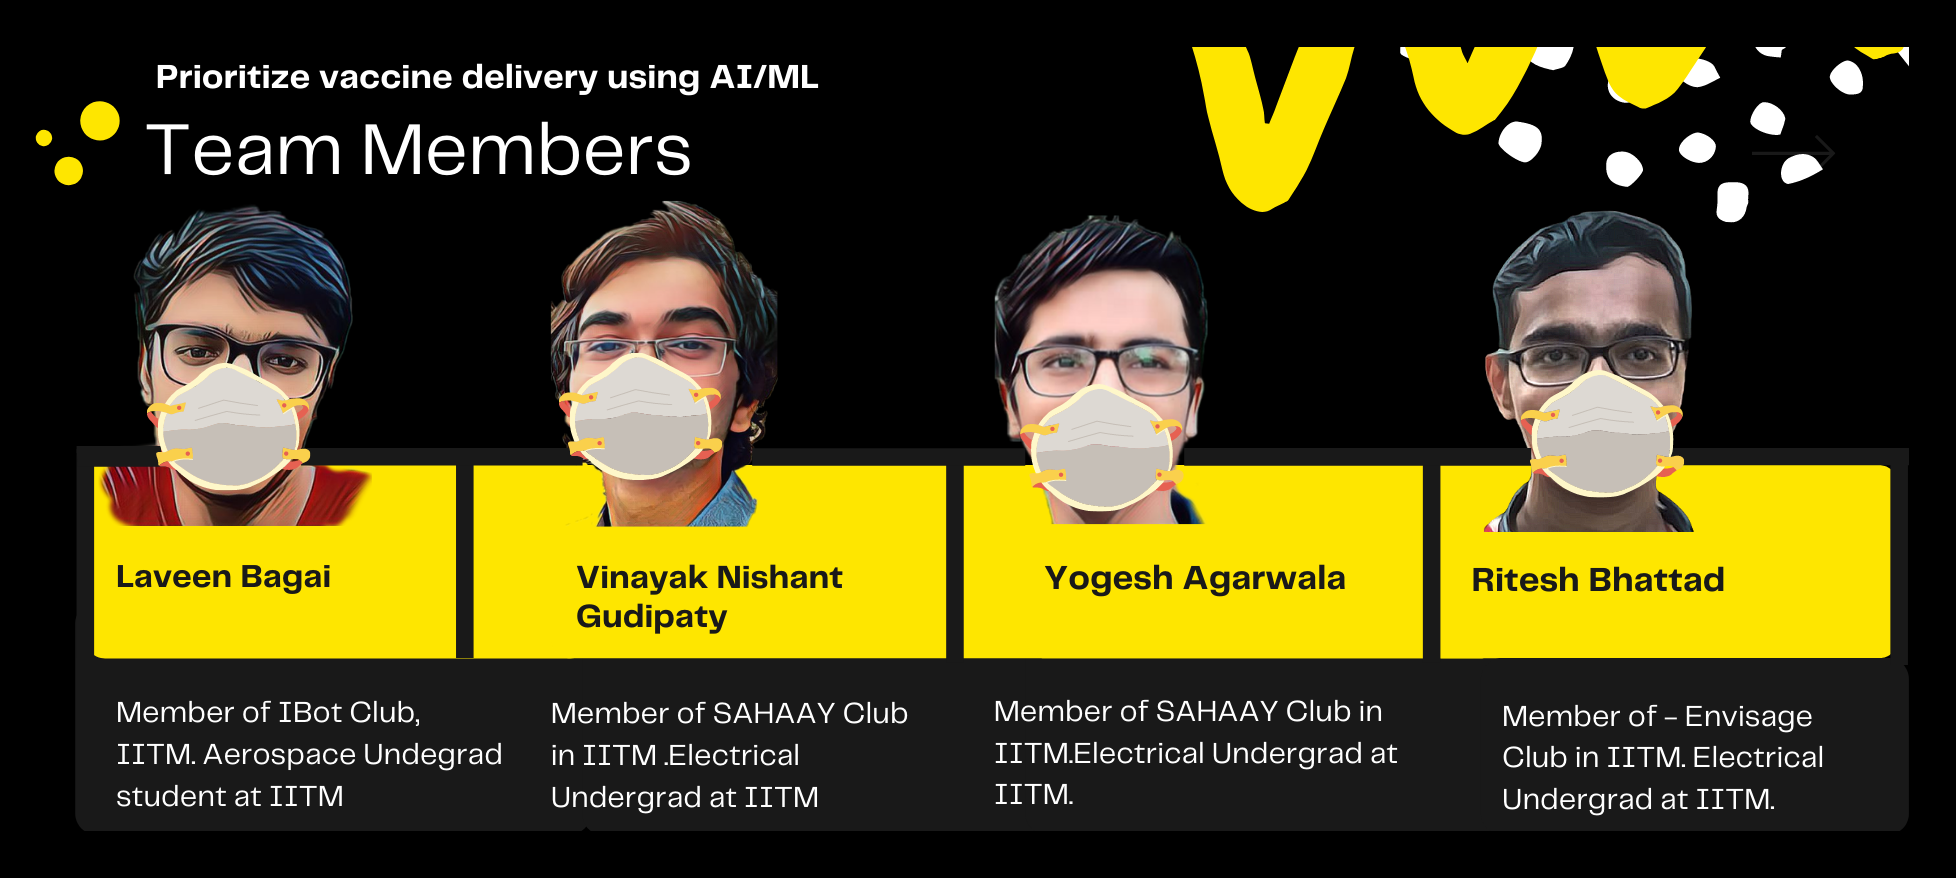 Prioritize vaccine delivery using AI/ML
Team Members
Laveen Bagai
Vinayak Nishant
Gudipaty
Yogesh Agarwala
Ritesh Bhattad
Member of IBot Club,
IITM. Aerospace Undegrad
student at IITM
Member of SAHAAY Club
in IITM .Electrical
Undergrad at IITM
Member of SAHAAY Club in
IITM.Electrical Undergrad at
IITM.
Member of - Envisage
Club in IITM. Electrical
Undergrad at IITM.